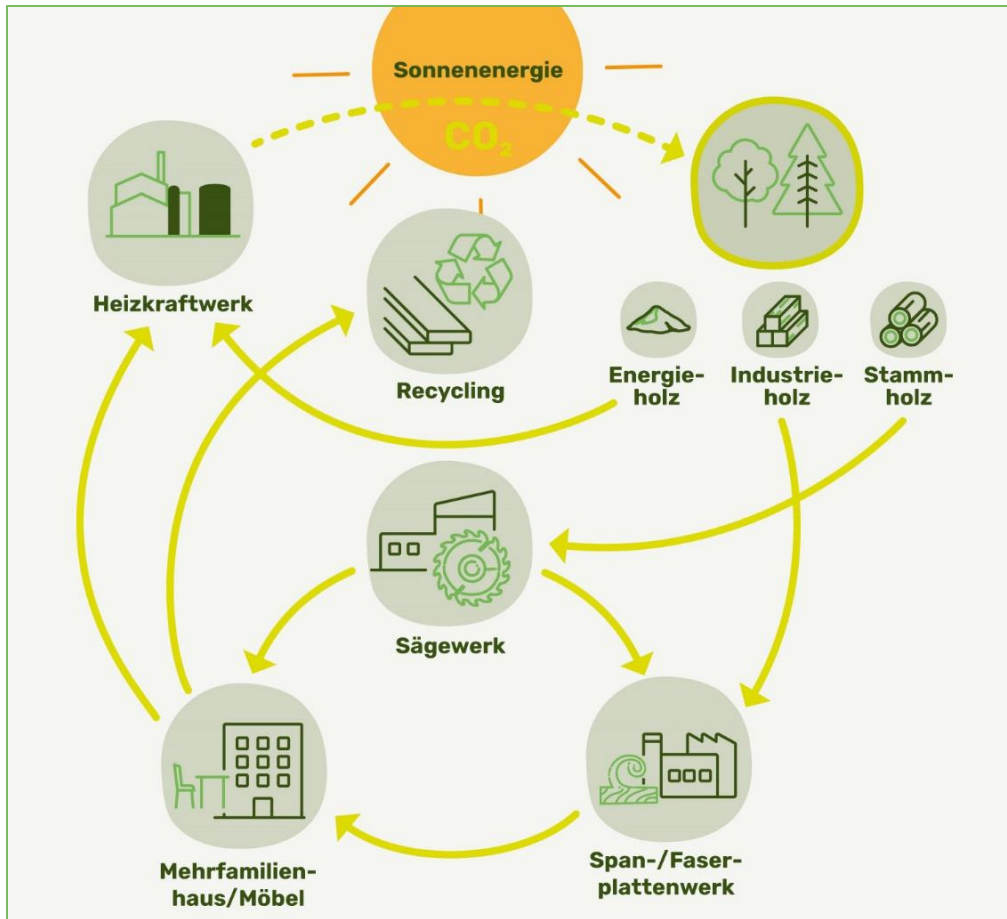 Sonnenenergie
CO₂
Heizkraftwerk
Recycling
Energie-
holz
Industrie-
holz
Stamm-
holz
Sägewerk
Mehrfamilien-
haus/Möbel
Span-/Faser-
plattenwerk